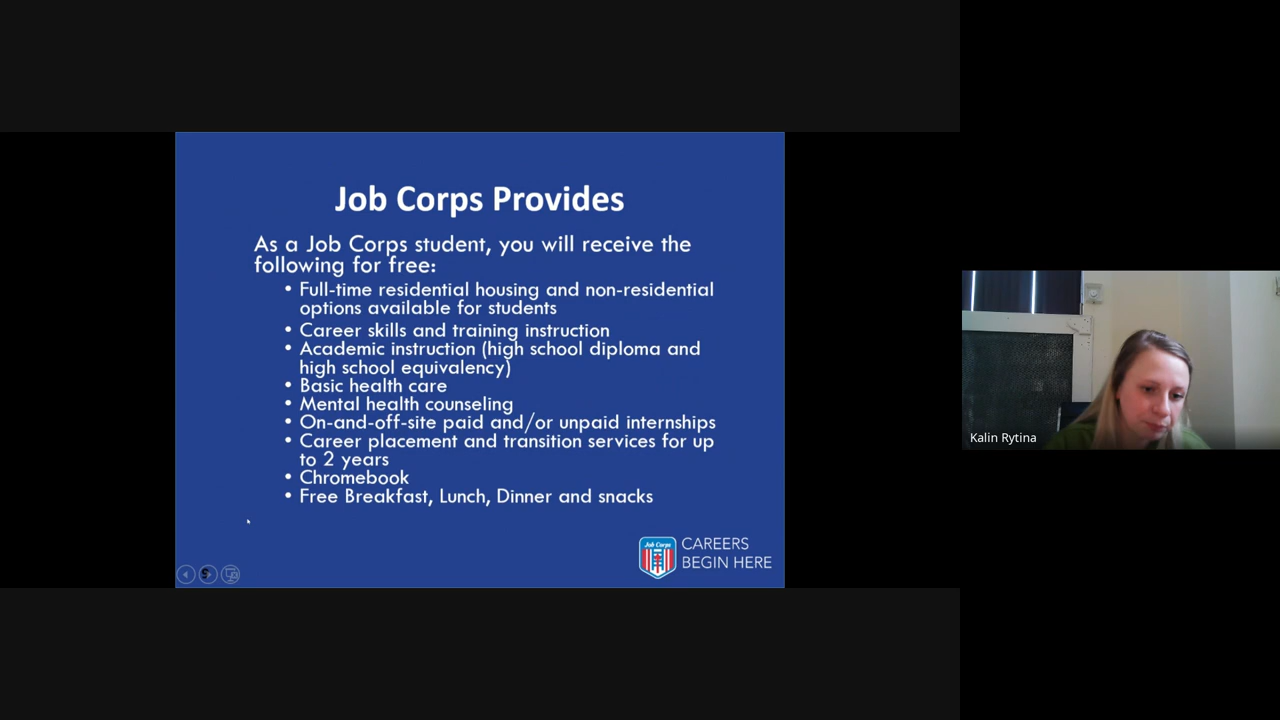 Job Corps Provides
As a Job Corps student, you will receive the
following for free:
• Full-time residential housing and non-residential
options available for students
• Career skills and training instruction
• Academic instruction (high school diploma and
high school equivalency)
• Basic health care
• Mental health counseling
• On-and-off-site paid and/or unpaid internships
• Career placement and transition services for up
to 2 years
• Chromebook
• Free Breakfast, Lunch, Dinner and snacks
Job Corps
CAREERS
BEGIN HERE
Kalin Rytina